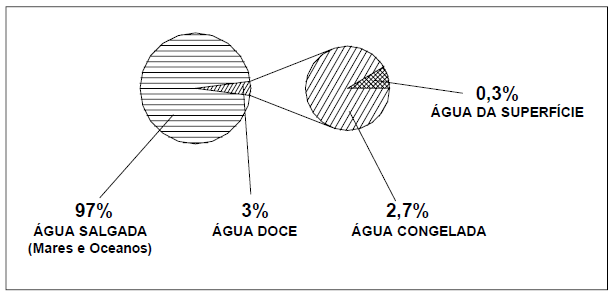 97%
ÁGUA SALGADA
(Mares e Oceanos)
3%
ÁGUA DOCE
2,7%
ÁGUA CONGELADA
0,3%
ÁGUA DA SUPERFÍCIE